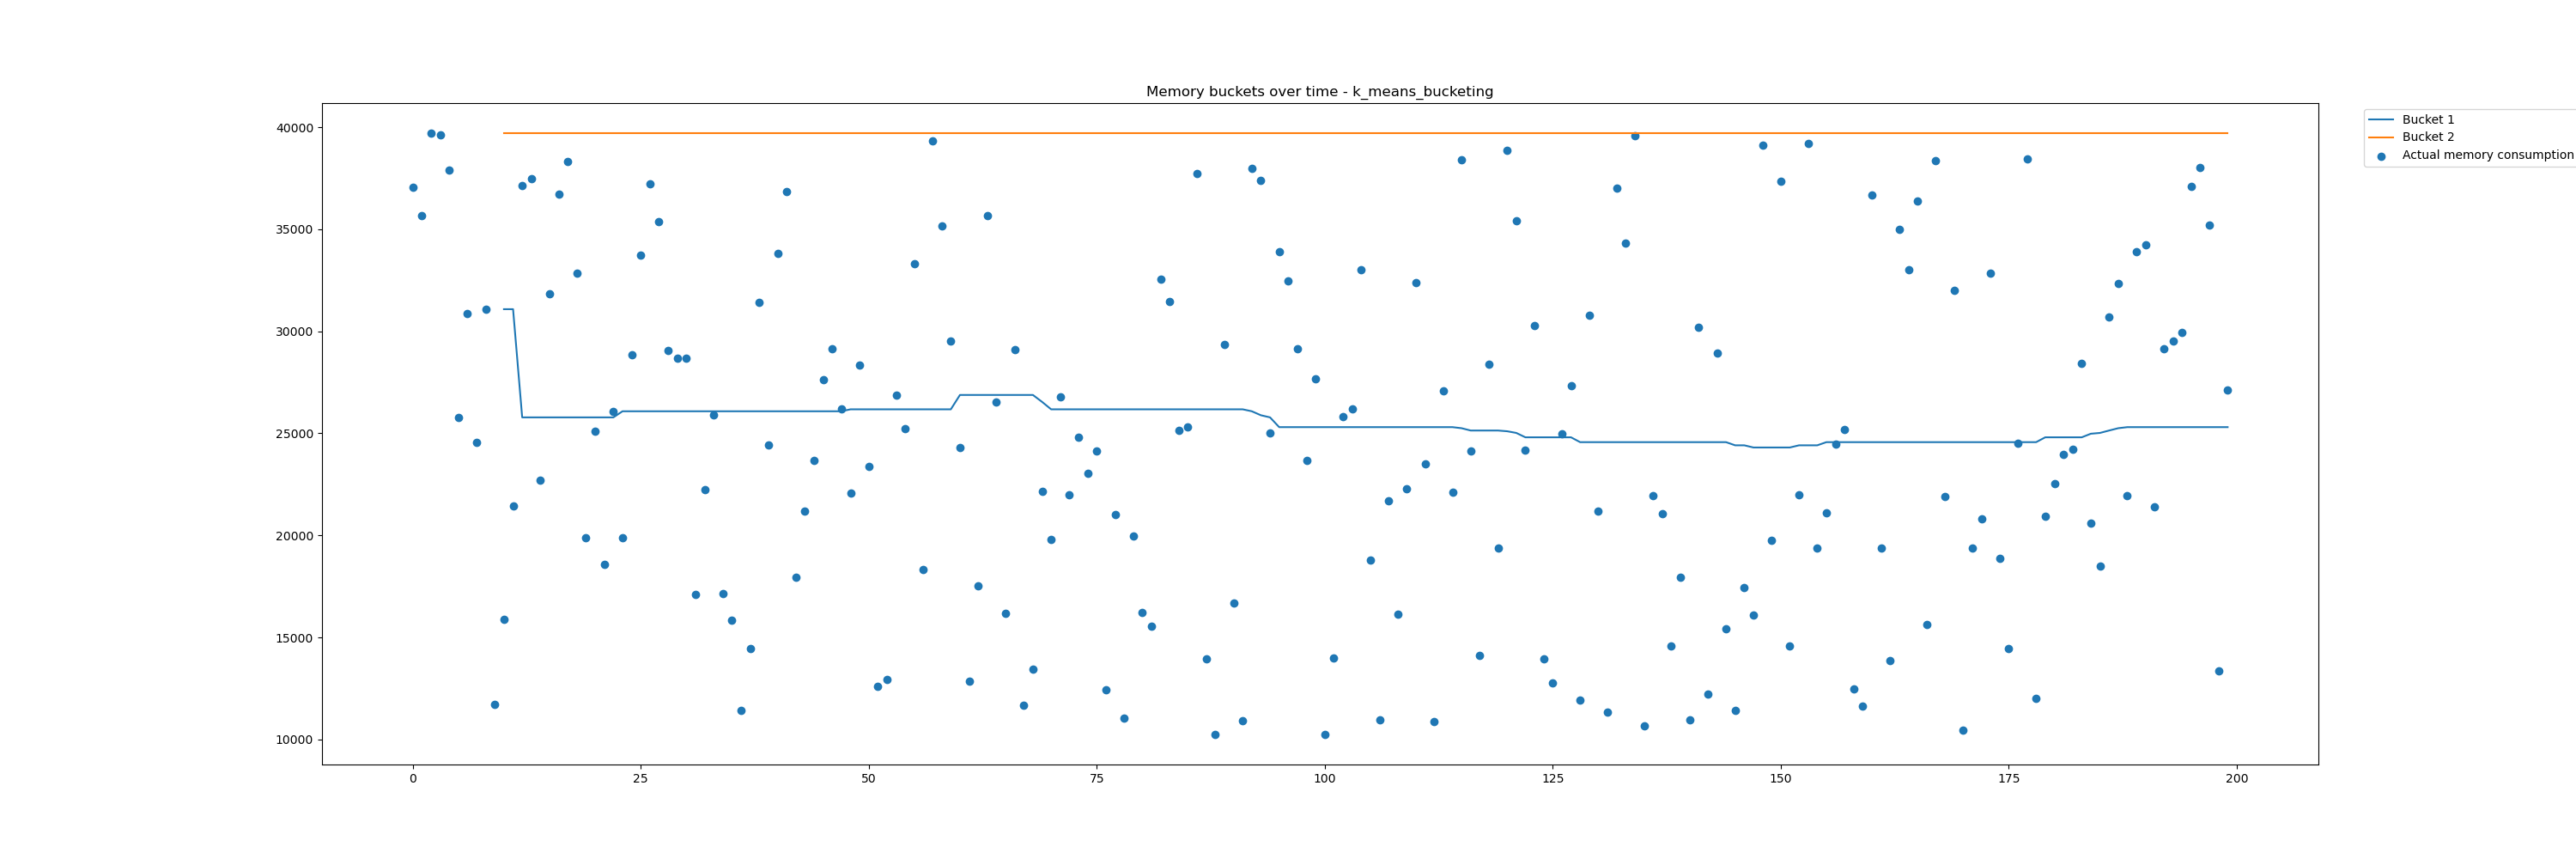 Memory buckets over time - k_means_bucketing
40000
35000
30000
25000
20000
15000
10000
0 25 50 75 100 125 150 175 200
Bucket 1
Bucket 2
Actual memory consumption